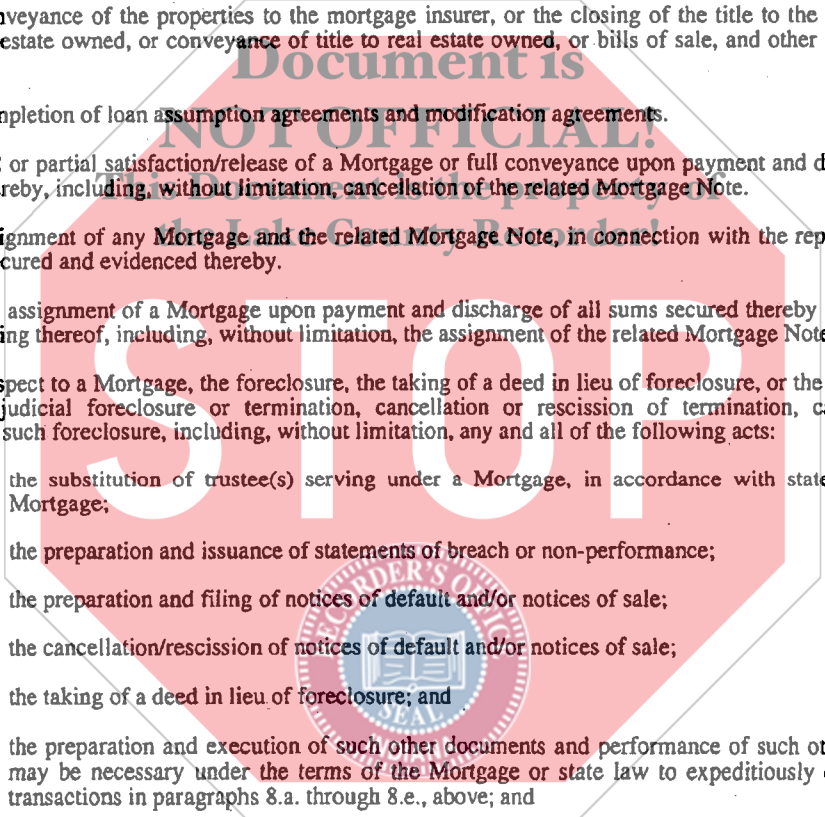 nveyance of the properties to the mortgage insurer, or the closing of the title to the
estate owned, or conveyance of title to real estate owned, or bills of sale, and other
Document is
npletion of loan assumption agreements and modification agreements.
NOT OFFICIAL!
or partial satisfaction/release of a Mortgage or full conveyance upon payment and d
This Document is the property of
reby, including, without limitation, cancellation of the related Mortgage Note.
the Lake County Recorder!
ignment of any Mortgage and the related Mortgage Note, in connection with the rep
cured and evidenced thereby.
assignment of a Mortgage upon payment and discharge of all sums secured thereby
ing thereof, including, without limitation, the assignment of the related Mortgage Note
STOP
spect to a Mortgage, the foreclosure, the taking of a deed in lieu of foreclosure, or the
judicial foreclosure or termination, cancellation or rescission of termination, c
such foreclosure, including, without limitation, any and all of the following acts:
the substitution of trustee(s) serving under a Mortgage, in accordance with state
Mortgage;
the preparation and issuance of statements of breach or non-performance;
RECORDER'S OFFICE
the preparation and filing of notices of default and/or notices of sale;
the cancellation/rescission of notices of default and/or notices of sale;
the taking of a deed in lieu of foreclosure; and
SEAL
the preparation and execution of such other documents and performance of such ot
may be necessary under the terms of the Mortgage or state law to expeditiously
transactions in paragraphs 8.a. through 8.e., above; and